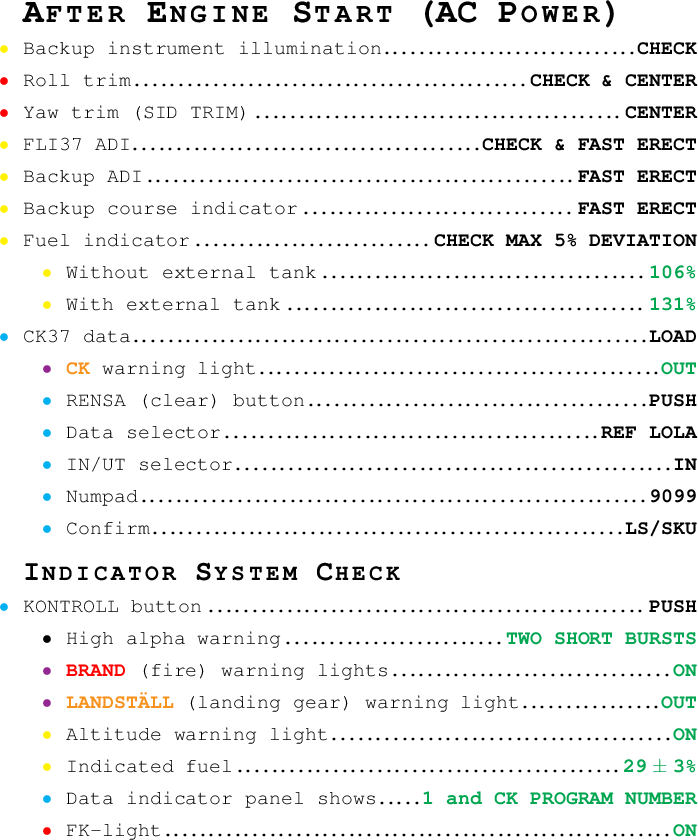 AFTER ENGINE START (AC POWER)
● Backup instrument illumination.............................CHECK
● Roll trim.............................................CHECK & CENTER
● Yaw trim (SID TRIM)..........................................CENTER
● FLI37 ADI........................................CHECK & FAST ERECT
● Backup ADI.................................................FAST ERECT
● Backup course indicator...............................FAST ERECT
● Fuel indicator...........................CHECK MAX 5% DEVIATION
● Without external tank.....................................106%
● With external tank.........................................131%
● CK37 data...........................................................LOAD
● CK warning light..............................................OUT
● RENSA (clear) button.......................................PUSH
● Data selector...........................................REF LOLA
● IN/UT selector..................................................IN
● Numpad..........................................................9099
● Confirm......................................................LS/SKU
INDICATOR SYSTEM CHECK
● KONTROLL button..................................................PUSH
● High alpha warning.........................TWO SHORT BURSTS
● BRAND (fire) warning lights................................ON
● LANDSTÄLL (landing gear) warning light................OUT
● Altitude warning light.......................................ON
● Indicated fuel............................................29 ± 3%
● Data indicator panel shows.....1 and CK PROGRAM NUMBER
● FK-light..........................................................ON